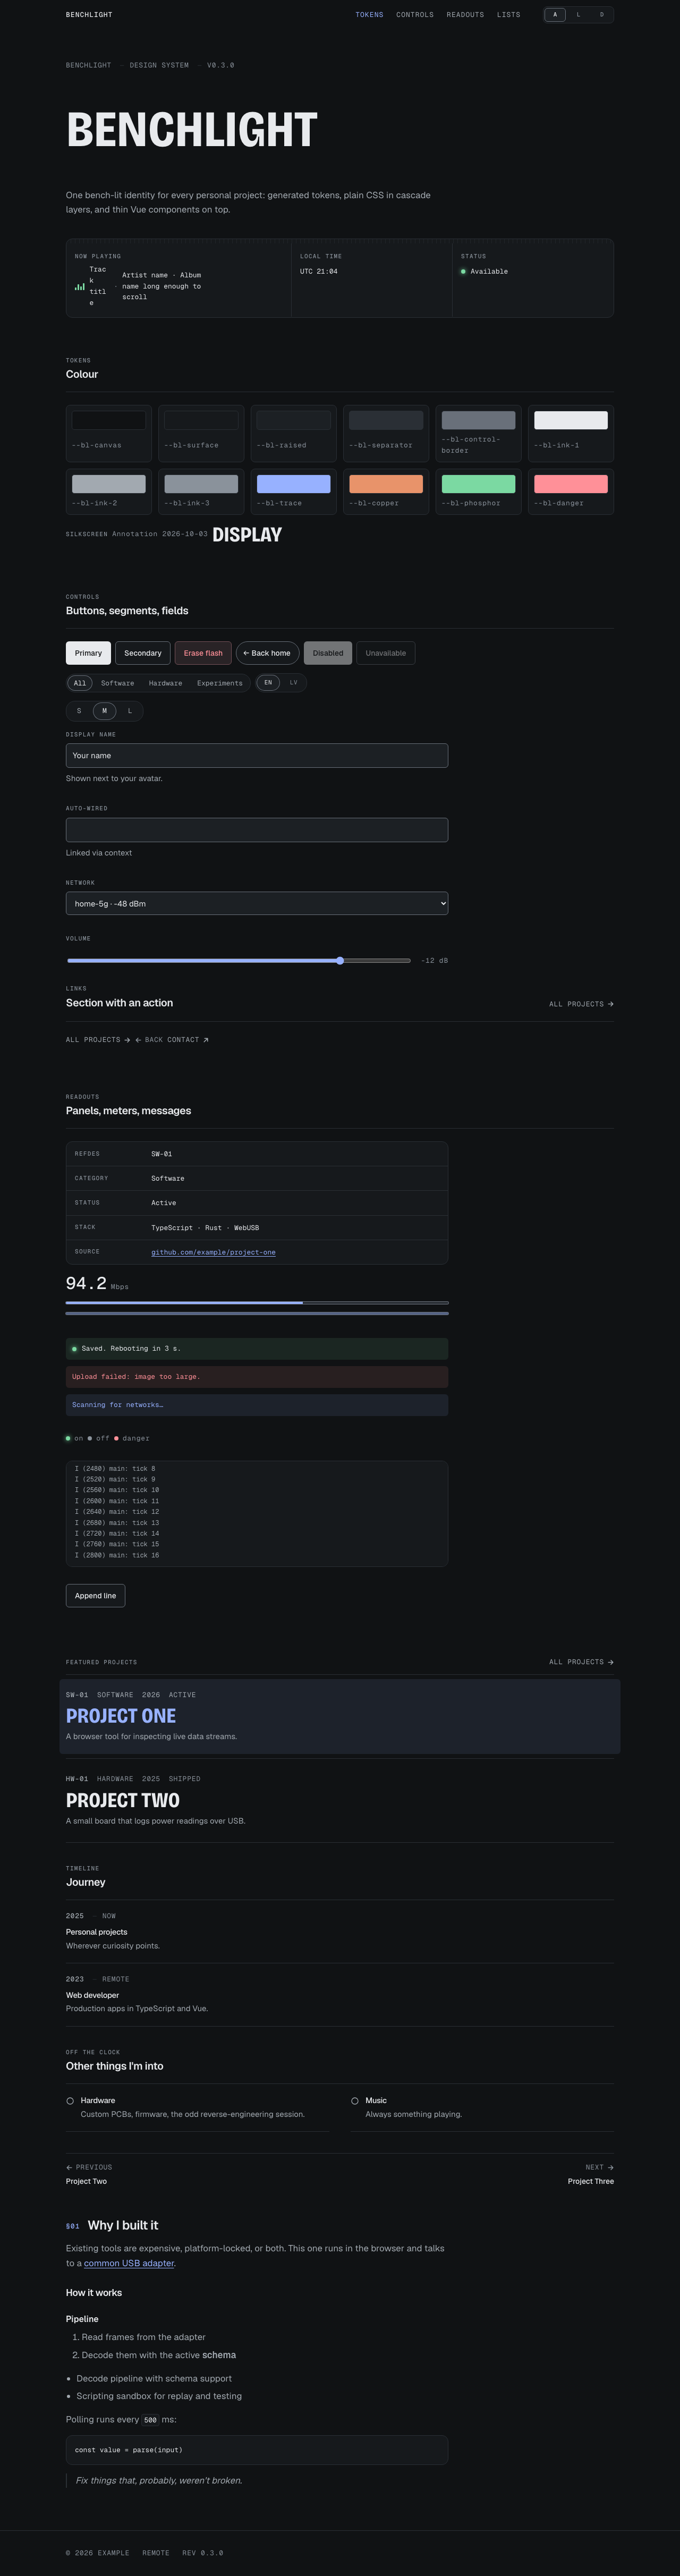 BENCHLIGHT TOKENS CONTROLS READOUTS LISTS A L D
BENCHLIGHT · DESIGN SYSTEM · V0.3.0
BENCHLIGHT
One bench-lit identity for every personal project: generated tokens, plain CSS in cascade
layers, and thin Vue components on top.
NOW PLAYING
Trac
k
titl
e
·
Artist name · Album
name long enough to
scroll
LOCAL TIME
UTC 21:04
STATUS
Available
TOKENS
Colour
--bl-canvas
--bl-surface
--bl-raised
--bl-separator
--bl-control-
border
--bl-ink-1
--bl-ink-2
--bl-ink-3
--bl-trace
--bl-copper
--bl-phosphor
--bl-danger
SILKSCREEN Annotation 2026-10-03 DISPLAY
CONTROLS
Buttons, segments, fields
Primary Secondary Erase flash ← Back home Disabled Unavailable
All Software Hardware Experiments EN LV
S M L
DISPLAY NAME
Your name
Shown next to your avatar.
AUTO-WIRED
Linked via context
NETWORK
home-5g · -48 dBm
VOLUME
-12 dB
LINKS
Section with an action ALL PROJECTS →
ALL PROJECTS → ← BACK CONTACT ↗
READOUTS
Panels, meters, messages
REFDES SW-01
CATEGORY Software
STATUS Active
STACK TypeScript · Rust · WebUSB
SOURCE github.com/example/project-one
94.2 Mbps
Saved. Rebooting in 3 s.
Upload failed: image too large.
Scanning for networks…
on off danger
I (2480) main: tick 8
I (2520) main: tick 9
I (2560) main: tick 10
I (2600) main: tick 11
I (2640) main: tick 12
I (2680) main: tick 13
I (2720) main: tick 14
I (2760) main: tick 15
I (2800) main: tick 16
Append line
FEATURED PROJECTS ALL PROJECTS →
SW-01 SOFTWARE 2026 ACTIVE
PROJECT ONE
A browser tool for inspecting live data streams.
HW-01 HARDWARE 2025 SHIPPED
PROJECT TWO
A small board that logs power readings over USB.
TIMELINE
Journey
2025 · NOW
Personal projects
Wherever curiosity points.
2023 · REMOTE
Web developer
Production apps in TypeScript and Vue.
OFF THE CLOCK
Other things I'm into
Hardware
Custom PCBs, firmware, the odd reverse-engineering session.
Music
Always something playing.
← PREVIOUS
Project Two
NEXT →
Project Three
§01 Why I built it
Existing tools are expensive, platform-locked, or both. This one runs in the browser and talks
to a common USB adapter.
How it works
Pipeline
1. Read frames from the adapter
2. Decode them with the active schema
• Decode pipeline with schema support
• Scripting sandbox for replay and testing
Polling runs every 500 ms:
const value = parse(input)
Fix things that, probably, weren't broken.
© 2026 EXAMPLE REMOTE REV 0.3.0